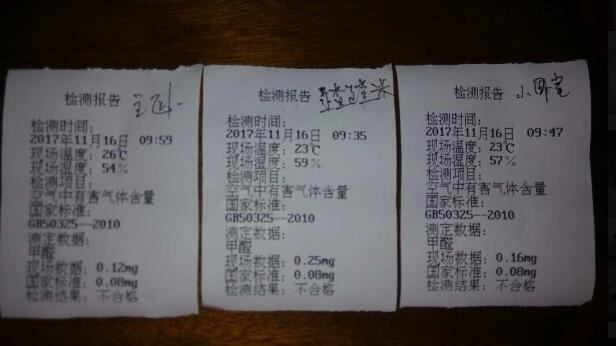 检测报告 主卧
检测时间:
2017年11月16日 09:59
现场温度: 26℃
现场湿度: 54%
检测项目:
空气中有害气体含量
国家标准:
GB50325--2010
测定数据:
甲醛
现场数据: 0.12mg
国家标准: 0.08mg
检测结果: 不合格
检测报告
检测时间:
2017年11月16日 09:35
现场温度: 23℃
现场湿度: 59%
检测项目:
空气中有害气体含量
国家标准:
GB50325--2010
测定数据:
甲醛
现场数据: 0.25mg
国家标准: 0.08mg
检测结果: 不合格
检测报告 小卧室
检测时间:
2017年11月16日 09:47
现场温度: 23℃
现场湿度: 57%
检测项目:
空气中有害气体含量
国家标准:
GB50325--2010
测定数据:
甲醛
现场数据: 0.16mg
国家标准: 0.08mg
检测结果: 不合格